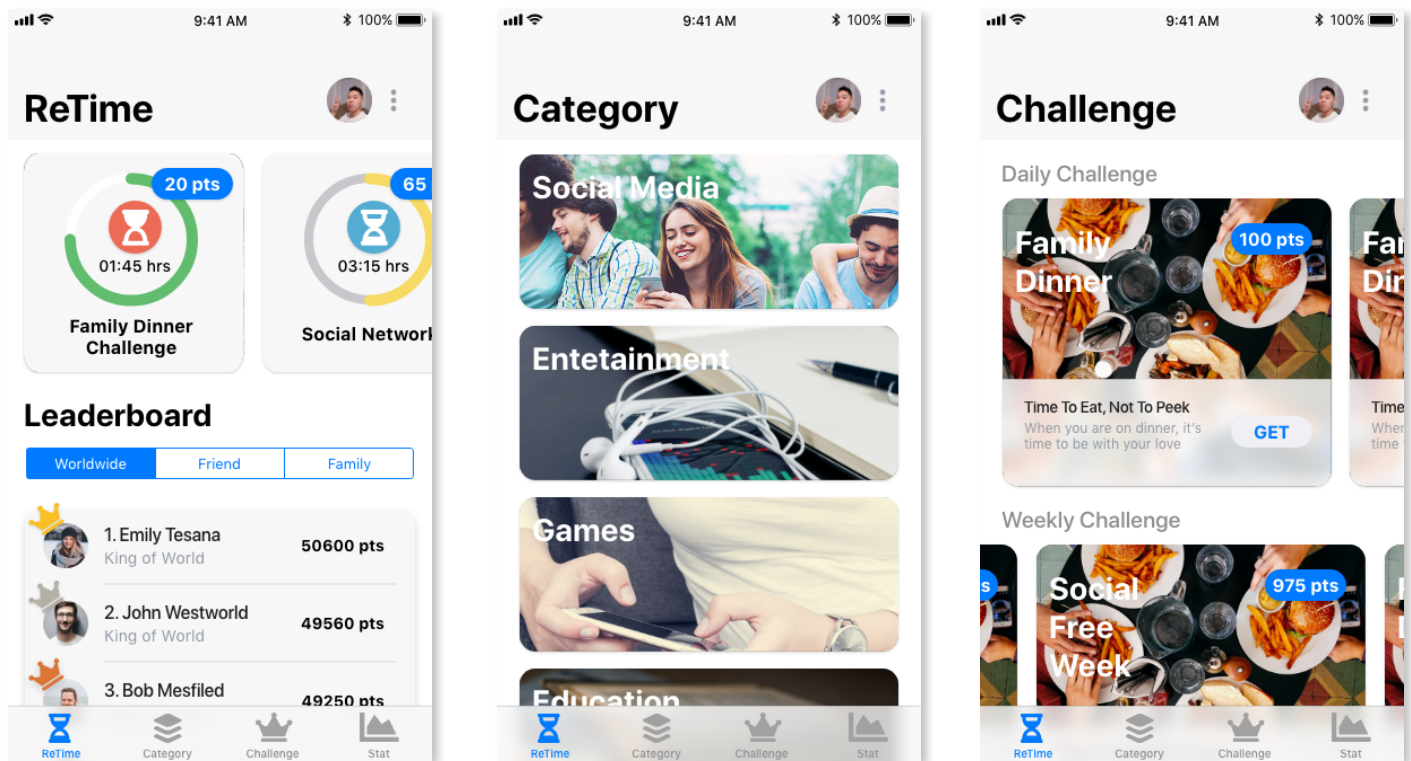 9:41 AM
100%
ReTime
20 pts
01:45 hrs
Family Dinner
Challenge
65
03:15 hrs
Social Network
Leaderboard
Worldwide
Friend
Family
1. Emily Tesana
King of World
50600 pts
2. John Westworld
King of World
49560 pts
3. Bob Mesfiled
49250 pts
ReTime
Category
Challenge
Stat
9:41 AM
100%
Category
Social Media
Entetainment
Games
Education
ReTime
Category
Challenge
Stat
9:41 AM
100%
Challenge
Daily Challenge
Family
Dinner
100 pts
Time To Eat, Not To Peek
When you are on dinner, it's
time to be with your love
GET
Fa
Din
Time
When
time
Weekly Challenge
s
Social
Free
Week
975 pts
ReTime
Category
Challenge
Stat